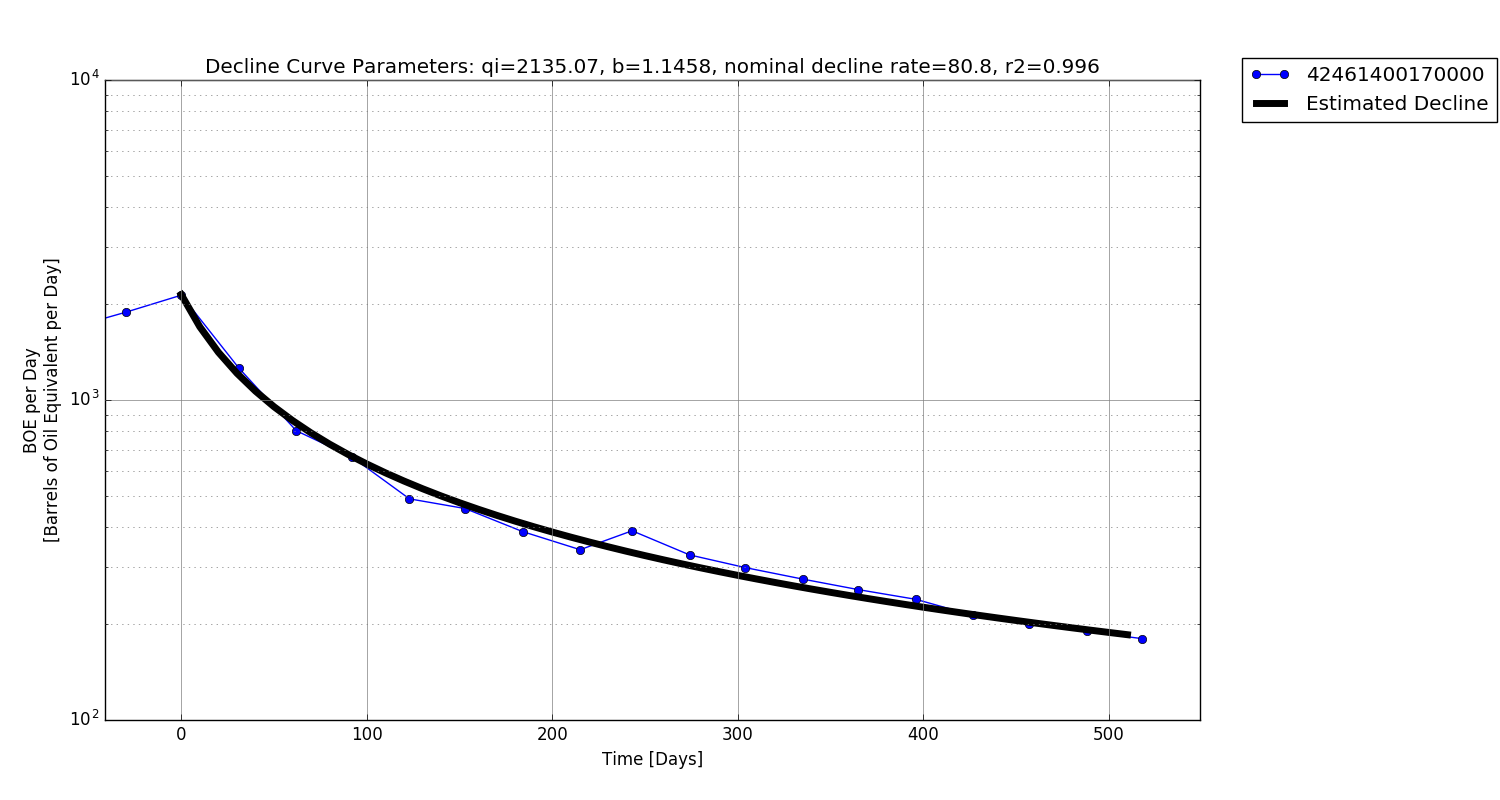 Decline Curve Parameters: qi=2135.07, b=1.1458, nominal decline rate=80.8, r2=0.996
42461400170000
Estimated Decline
10^4
10^3
10^2
BOE per Day
[Barrels of Oil Equivalent per Day]
0 100 200 300 400 500
Time [Days]